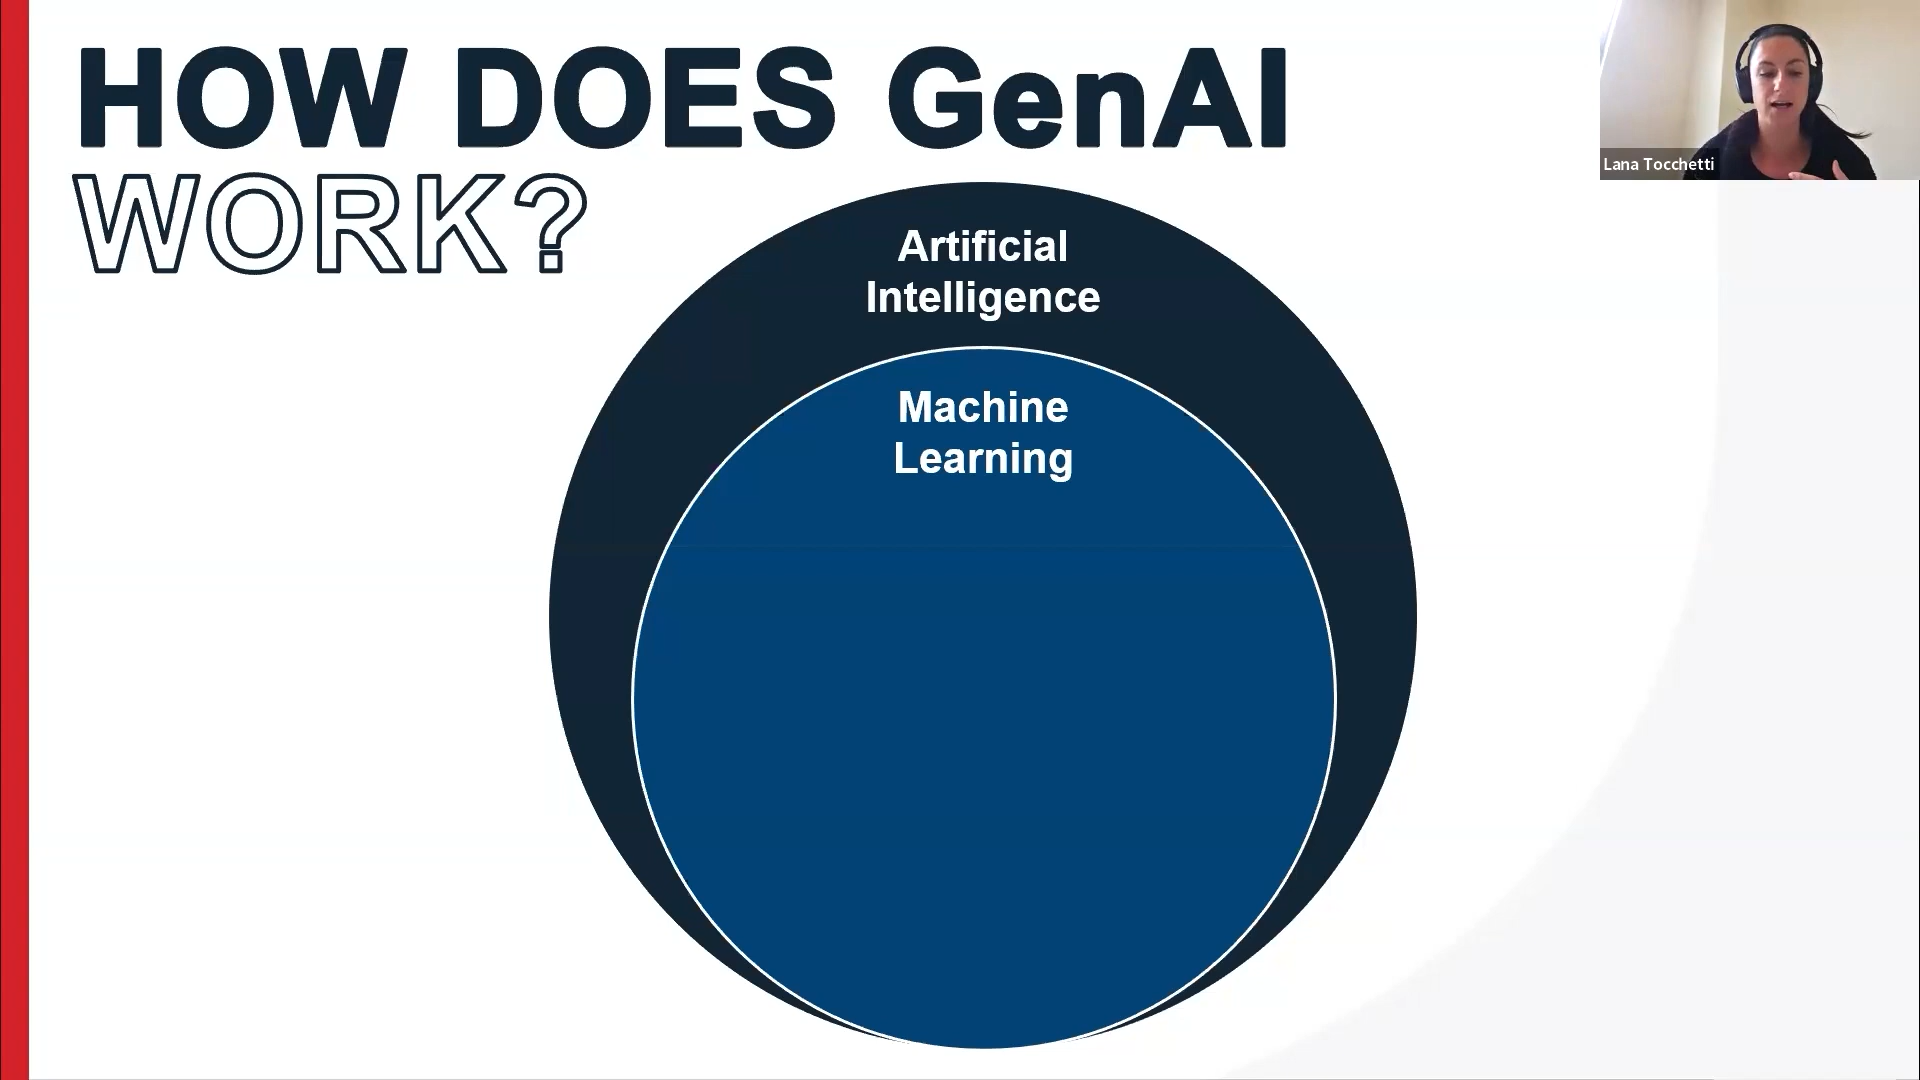 HOW DOES GenAI
WORK?
Lana Tocchetti
Artificial
Intelligence
Machine
Learning